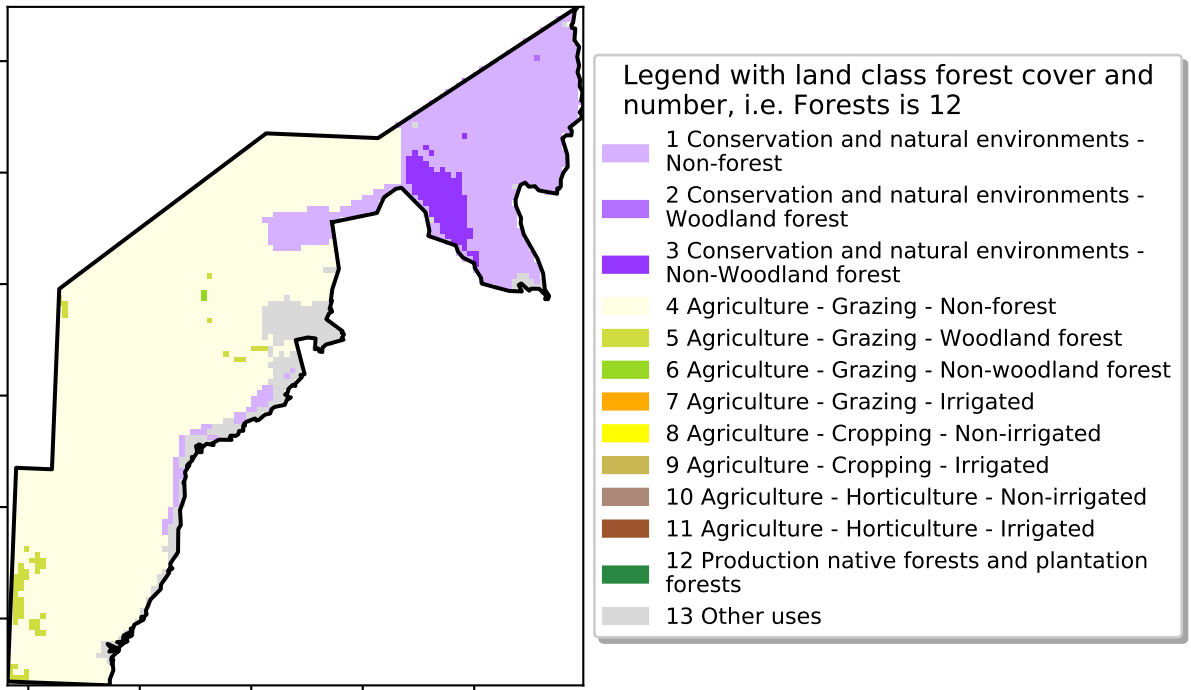 Legend with land class forest cover and
number, i.e. Forests is 12
1 Conservation and natural environments -
Non-forest
2 Conservation and natural environments -
Woodland forest
3 Conservation and natural environments -
Non-Woodland forest
4 Agriculture - Grazing - Non-forest
5 Agriculture - Grazing - Woodland forest
6 Agriculture - Grazing - Non-woodland forest
7 Agriculture - Grazing - Irrigated
8 Agriculture - Cropping - Non-irrigated
9 Agriculture - Cropping - Irrigated
10 Agriculture - Horticulture - Non-irrigated
11 Agriculture - Horticulture - Irrigated
12 Production native forests and plantation
forests
13 Other uses